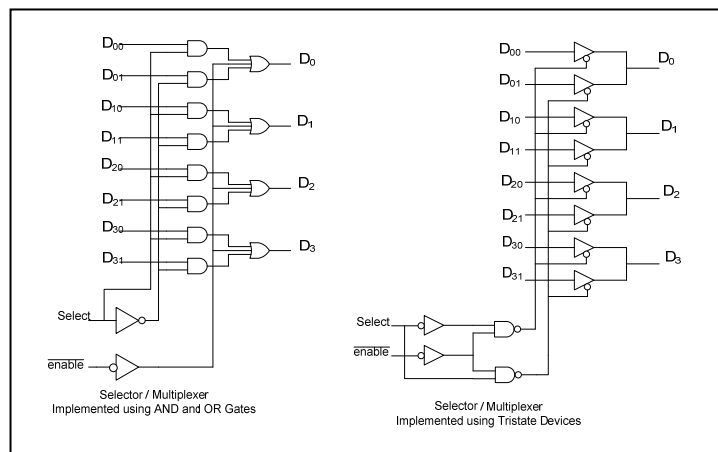 D00
D01
D0
D10
D11
D1
D20
D21
D2
D30
D31
D3
Select
enable
Selector / Multiplexer
Implemented using AND and OR Gates
D00
D01
D0
D10
D11
D1
D20
D21
D2
D30
D31
D3
Select
enable
Selector / Multiplexer
Implemented using Tristate Devices